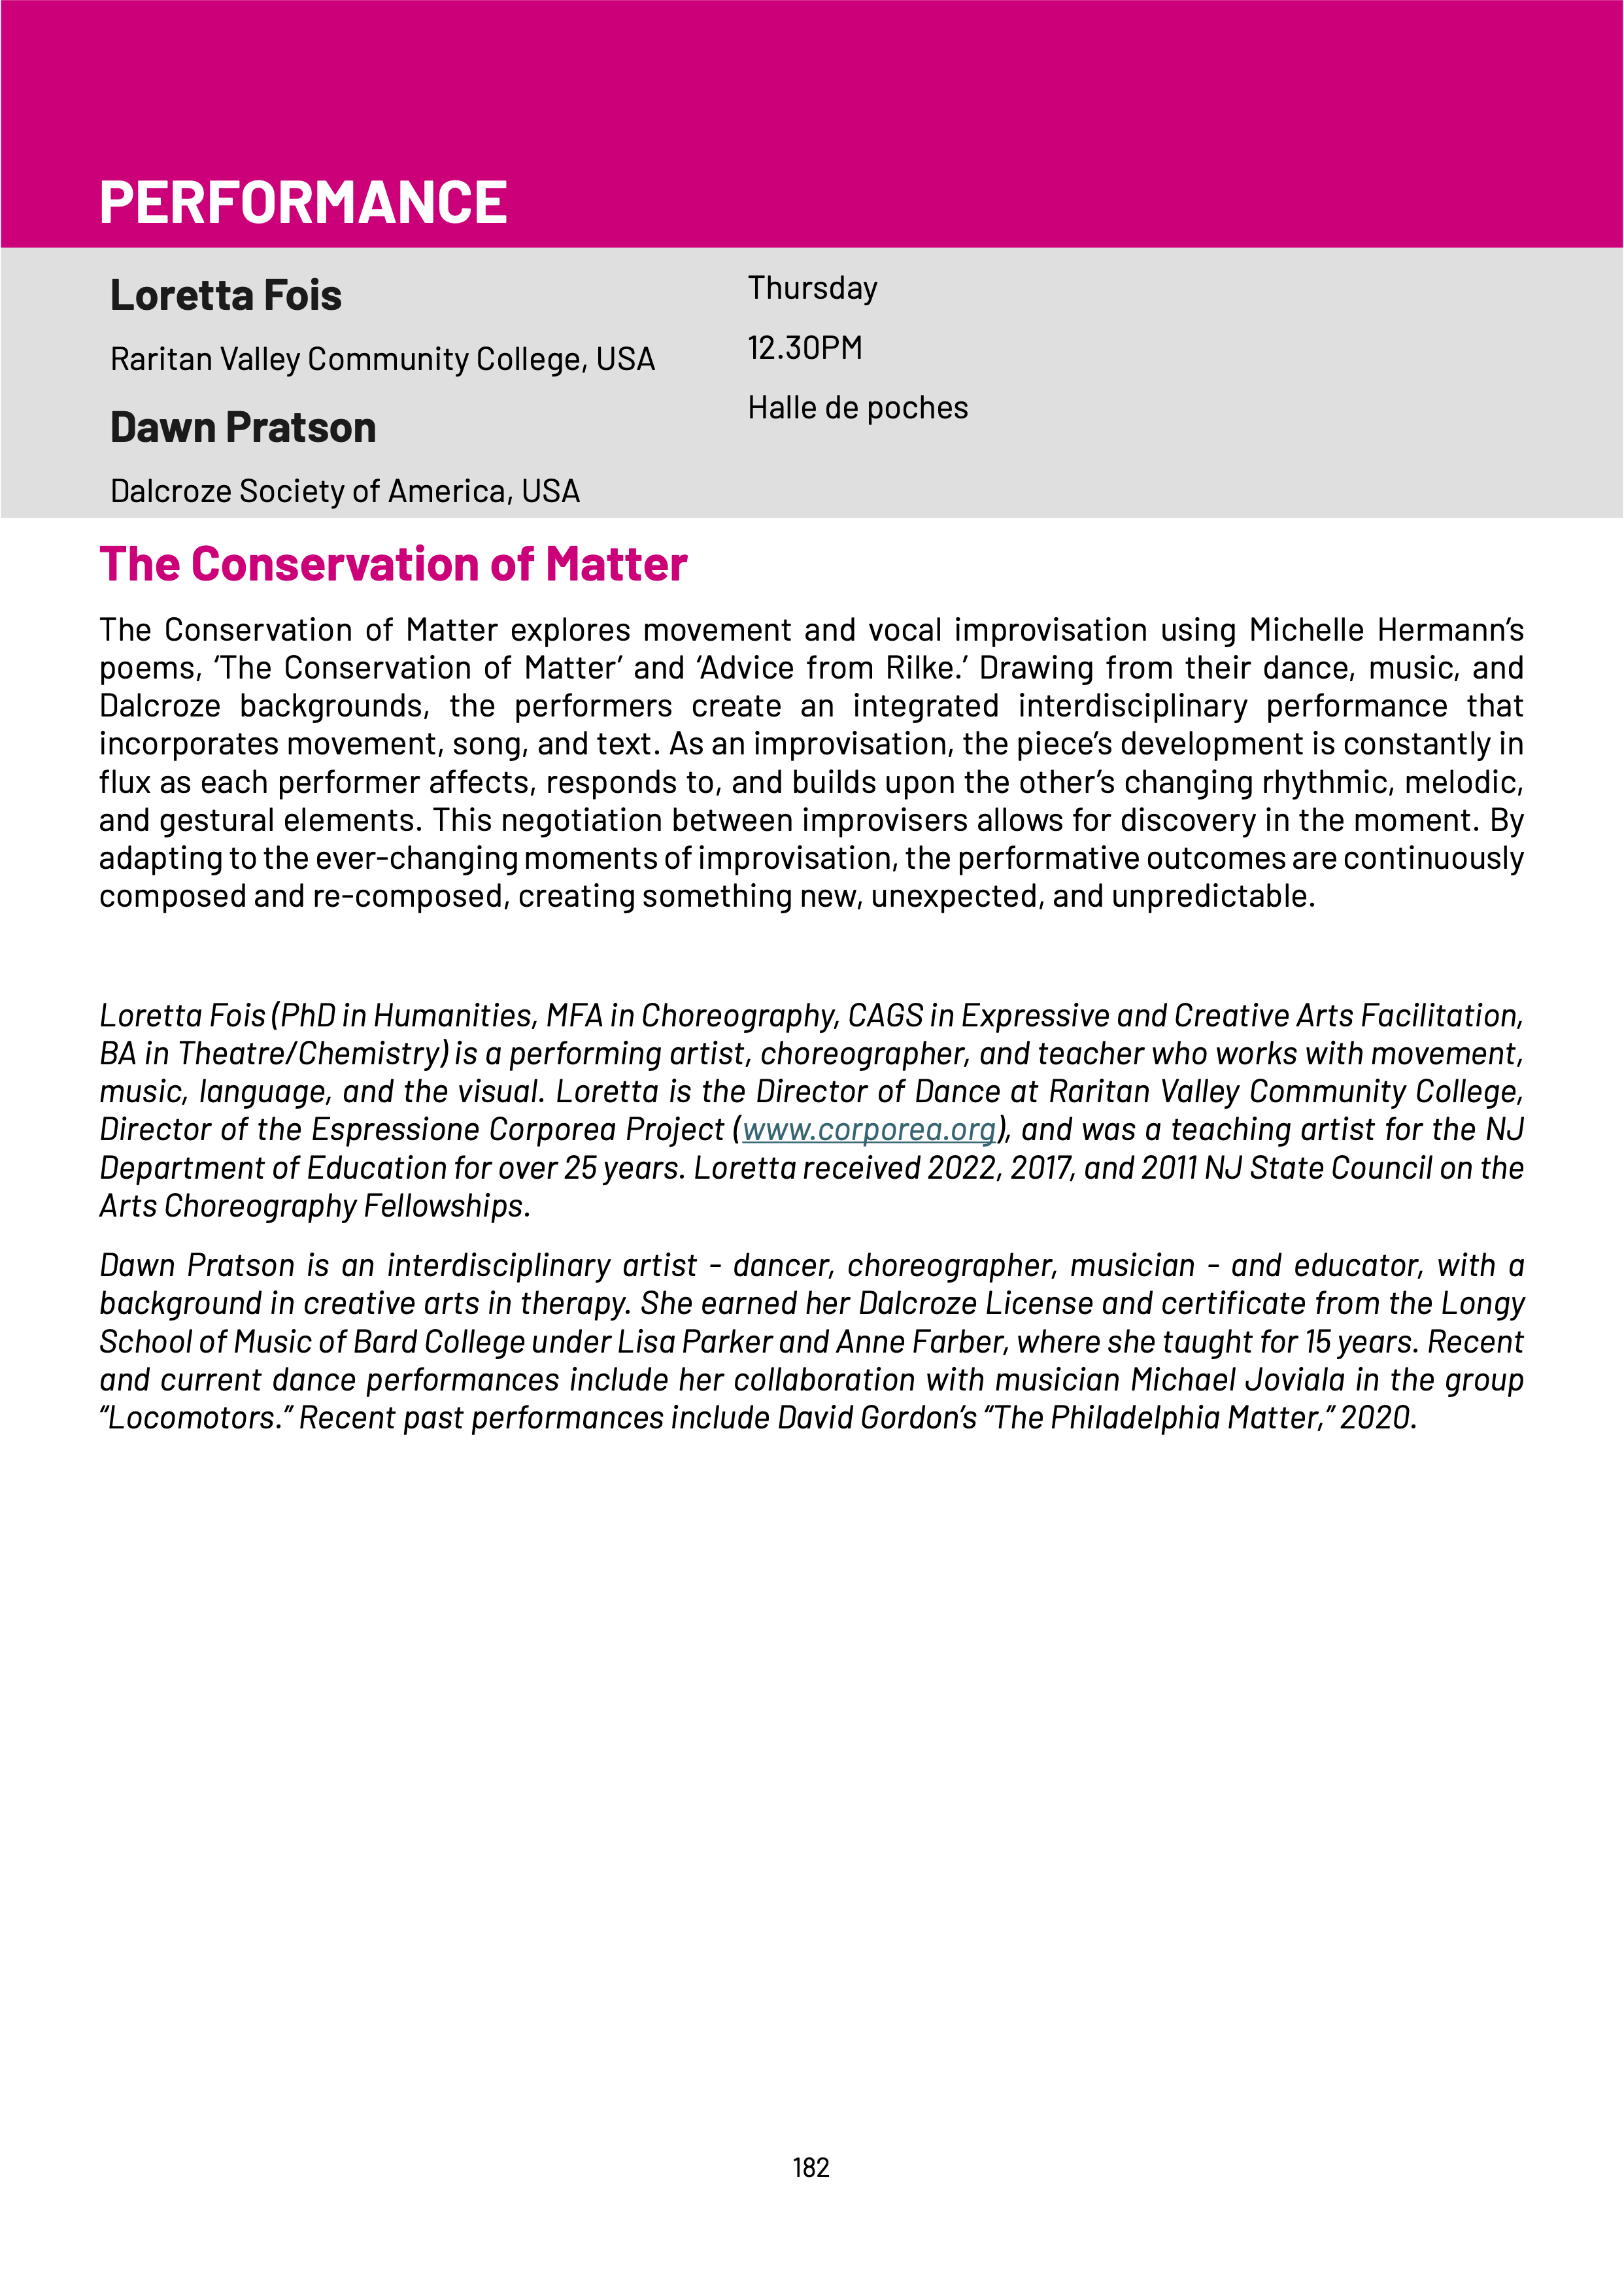 PERFORMANCE
Loretta Fois
Raritan Valley Community College, USA
Dawn Pratson
Dalcroze Society of America, USA
Thursday
12.30PM
Halle de poches
The Conservation of Matter
The Conservation of Matter explores movement and vocal improvisation using Michelle Hermann’s
poems, ‘The Conservation of Matter’ and ‘Advice from Rilke.’ Drawing from their dance, music, and
Dalcroze backgrounds, the performers create an integrated interdisciplinary performance that
incorporates movement, song, and text. As an improvisation, the piece’s development is constantly in
flux as each performer affects, responds to, and builds upon the other’s changing rhythmic, melodic,
and gestural elements. This negotiation between improvisers allows for discovery in the moment. By
adapting to the ever-changing moments of improvisation, the performative outcomes are continuously
composed and re-composed, creating something new, unexpected, and unpredictable.
Loretta Fois (PhD in Humanities, MFA in Choreography, CAGS in Expressive and Creative Arts Facilitation,
BA in Theatre/Chemistry) is a performing artist, choreographer, and teacher who works with movement,
music, language, and the visual. Loretta is the Director of Dance at Raritan Valley Community College,
Director of the Espressione Corporea Project (www.corporea.org), and was a teaching artist for the NJ
Department of Education for over 25 years. Loretta received 2022, 2017, and 2011 NJ State Council on the
Arts Choreography Fellowships.
Dawn Pratson is an interdisciplinary artist - dancer, choreographer, musician - and educator, with a
background in creative arts in therapy. She earned her Dalcroze License and certificate from the Longy
School of Music of Bard College under Lisa Parker and Anne Farber, where she taught for 15 years. Recent
and current dance performances include her collaboration with musician Michael Joviala in the group
“Locomotors.” Recent past performances include David Gordon’s “The Philadelphia Matter,” 2020.
182